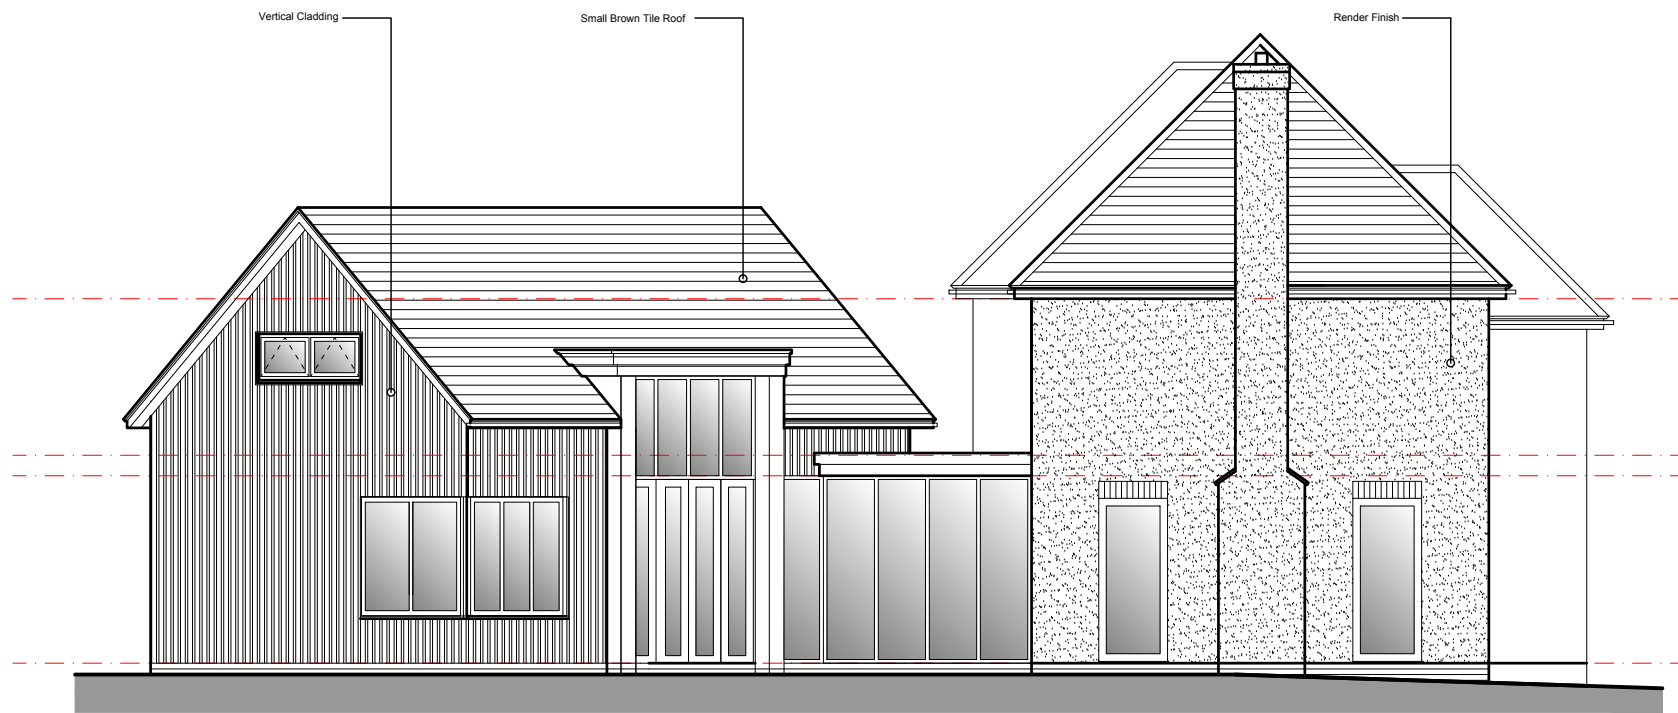 Vertical Cladding
Small Brown Tile Roof
Render Finish